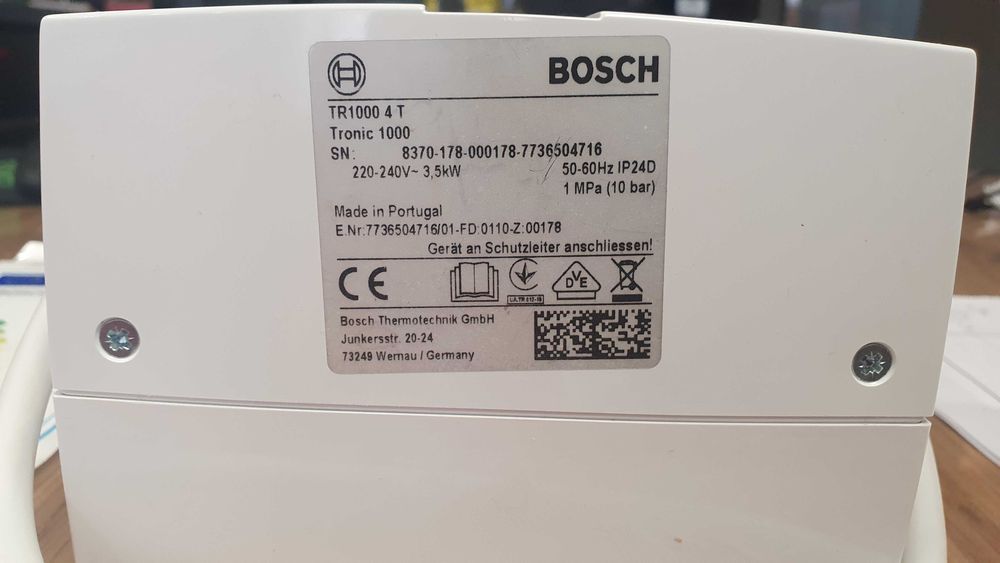 BOSCH
TR1000 4 T
Tronic 1000
SN: 8370-178-000178-7736504716
220-240V~ 3,5kW 50-60Hz IP24D
1 MPa (10 bar)
Made in Portugal
E.Nr:7736504716/01-FD:0110-Z:00178
Gerät an Schutzleiter anschliessen!
CE
VDE
Bosch Thermotechnik GmbH
Junkersstr. 20-24
73249 Wernau / Germany